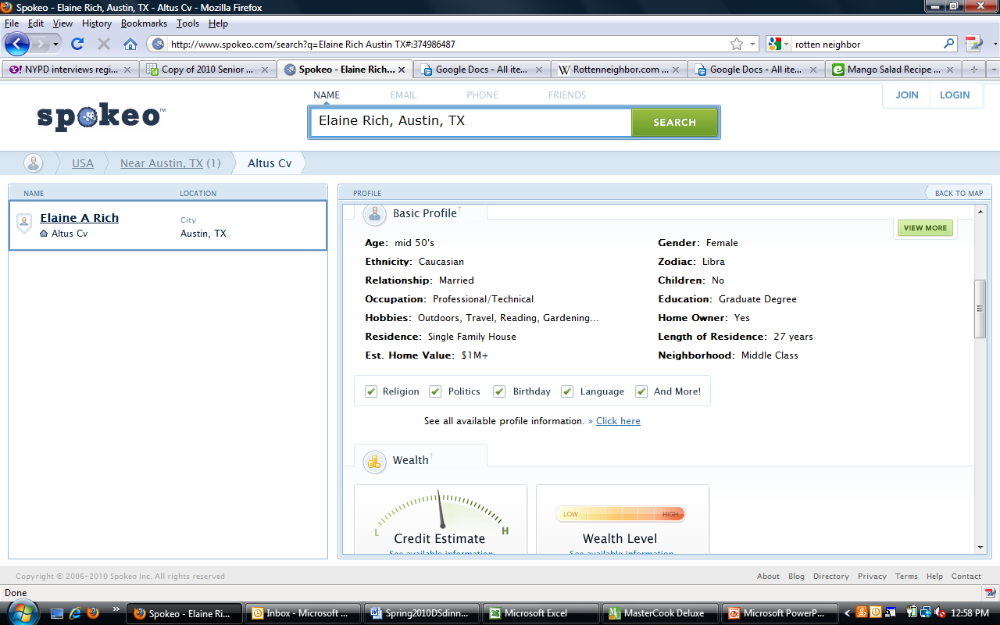 Spokeo - Elaine Rich, Austin, TX - Altus Cv - Mozilla Firefox
File Edit View History Bookmarks Tools Help
http://www.spokeo.com/search?q=Elaine Rich Austin TX#:374986487
rotten neighbor
NYPD interviews regi... Copy of 2010 Senior ... Spokeo - Elaine Rich... Google Docs - All ite... Rottenneighbor.com ... Google Docs - All ite... Mango Salad Recipe ...
spokeo™
NAME EMAIL PHONE FRIENDS
JOIN LOGIN
Elaine Rich, Austin, TX SEARCH
USA Near Austin, TX (1) Altus Cv
NAME LOCATION
Elaine A Rich City
Altus Cv Austin, TX
PROFILE BACK TO MAP
Basic Profile†
VIEW MORE
Age: mid 50's Gender: Female
Ethnicity: Caucasian Zodiac: Libra
Relationship: Married Children: No
Occupation: Professional/Technical Education: Graduate Degree
Hobbies: Outdoors, Travel, Reading, Gardening... Home Owner: Yes
Residence: Single Family House Length of Residence: 27 years
Est. Home Value: $1M+ Neighborhood: Middle Class
Religion Politics Birthday Language And More!
See all available profile information. » Click here
Wealth†
L H
Credit Estimate
See available information
LOW HIGH
Wealth Level
See available information
Copyright © 2006-2010 Spokeo Inc. All rights reserved
About Blog Directory Privacy Terms Help Contact
Done
Spokeo - Elaine Ri... Inbox - Microsoft ... Spring2010DSdinn... Microsoft Excel MasterCook Deluxe Microsoft PowerP... 12:58 PM